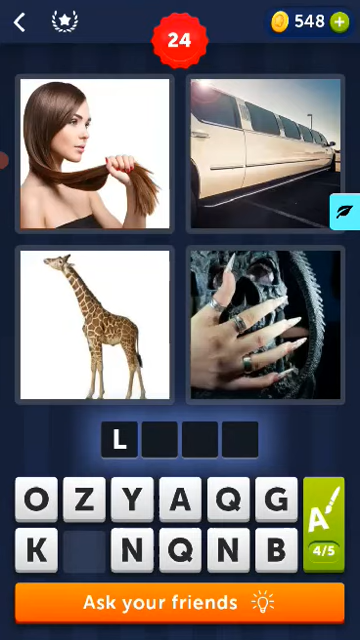 548
24
L
O Z Y A Q G
A
K N Q N B
4/5
Ask your friends